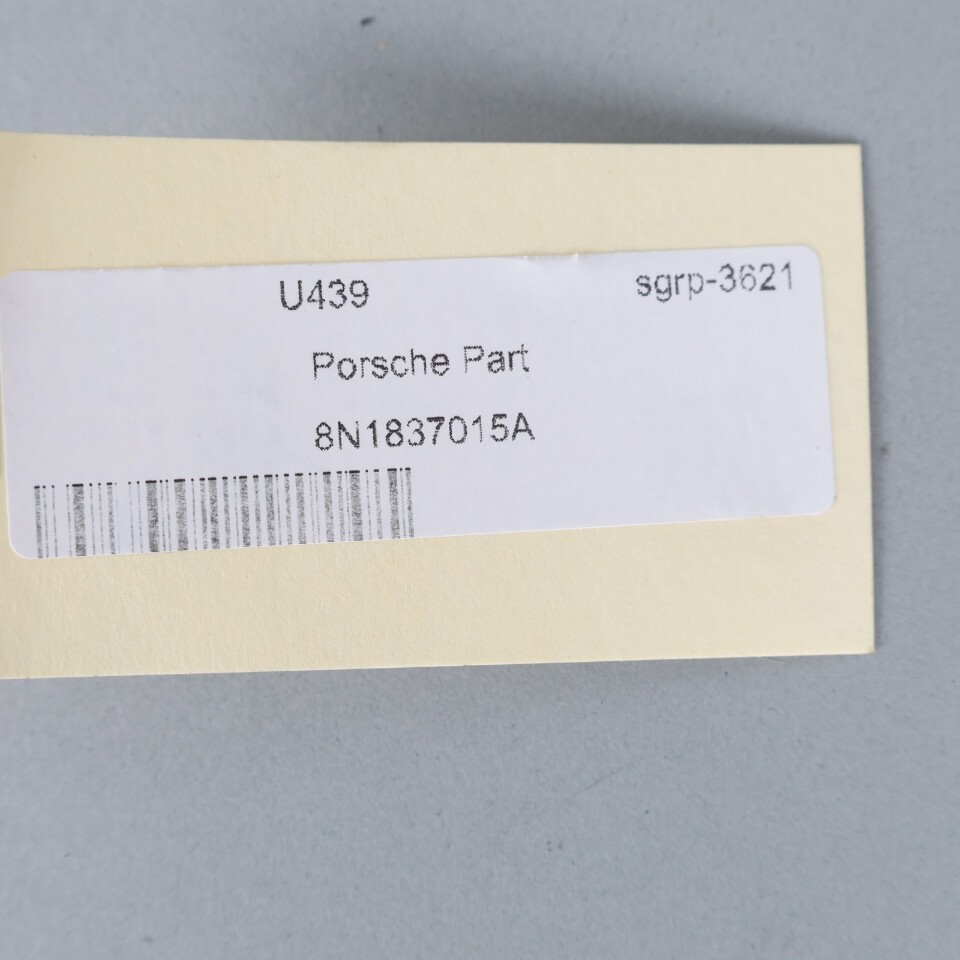 U439 sgrp-3621
Porsche Part
8N1837015A